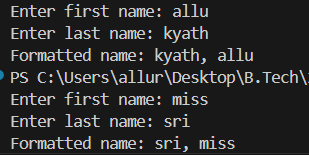 Enter first name: allu
Enter last name: kyath
Formatted name: kyath, allu
PS C:\Users\allur\Desktop\B.Tech\
Enter first name: miss
Enter last name: sri
Formatted name: sri, miss